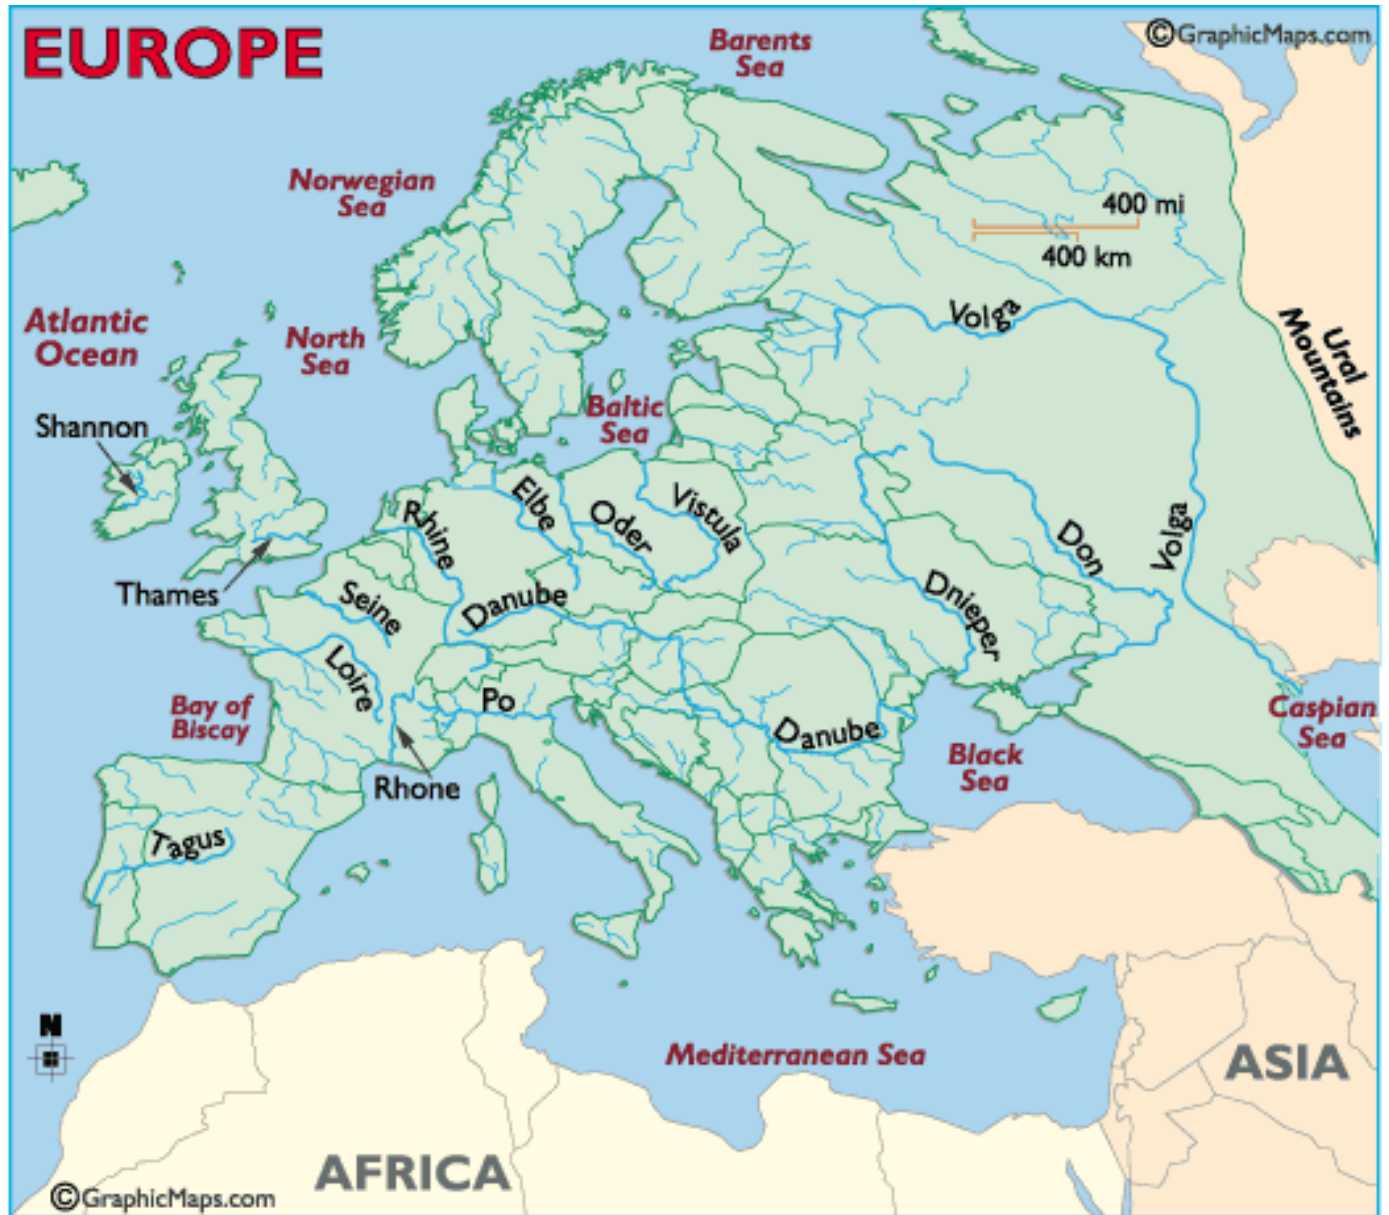 EUROPE
Barents
Sea
©GraphicMaps.com
Norwegian
Sea
400 mi
400 km
Atlantic
Ocean
North
Sea
Volga
Ural
Mountains
Baltic
Sea
Shannon
Elbe
Oder
Vistula
Rhine
Don
Volga
Thames
Seine
Danube
Dnieper
Loire
Bay of
Biscay
Po
Danube
Black
Sea
Caspian
Sea
Rhone
Tagus
N
Mediterranean Sea
ASIA
AFRICA
©GraphicMaps.com